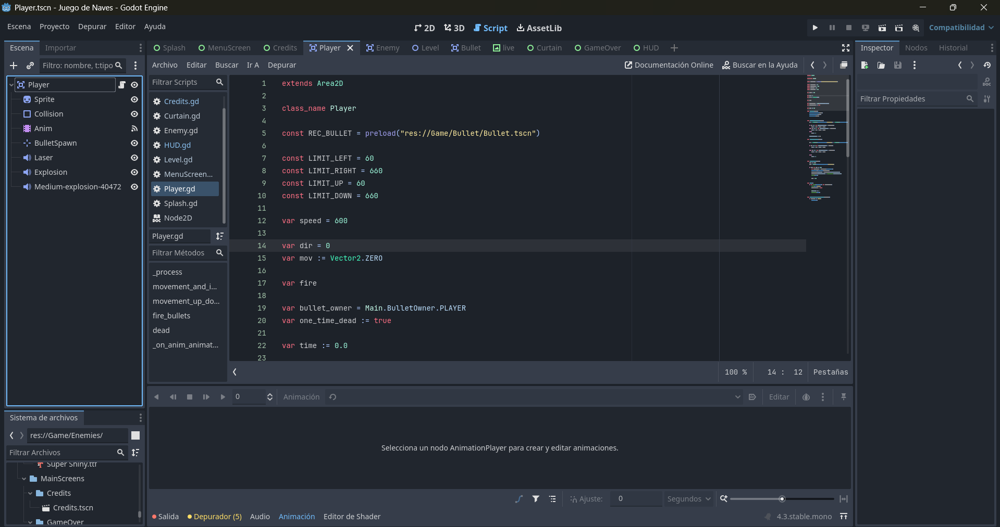 Player.tscn - Juego de Naves - Godot Engine
Escena Proyecto Depurar Editor Ayuda
2D 3D Script AssetLib
Compatibilidad
Escena Importar
Filtro: nombre, t:tipo
Player
Sprite
Collision
Anim
BulletSpawn
Laser
Explosion
Medium-explosion-40472
Sistema de archivos
res://Game/Enemies/
Filtrar Archivos
Super Shiny.ttf
MainScreens
Credits
Credits.tscn
GameOver
Splash MenuScreen Credits Player Enemy Level Bullet live Curtain GameOver HUD
Archivo Editar Buscar Ir A Depurar
Documentación Online Buscar en la Ayuda
Filtrar Scripts
Credits.gd
Curtain.gd
Enemy.gd
HUD.gd
Level.gd
MenuScreen...
Player.gd
Splash.gd
DOC Node2D
Player.gd
Filtrar Métodos
_process
movement_and_i...
movement_up_do...
fire_bullets
dead
_on_anim_animat...
1 extends Area2D
2
3 class_name Player
4
5 const REC_BULLET = preload("res://Game/Bullet/Bullet.tscn")
6
7 const LIMIT_LEFT = 60
8 const LIMIT_RIGHT = 660
9 const LIMIT_UP = 60
10 const LIMIT_DOWN = 660
11
12 var speed = 600
13
14 var dir = 0
15 var mov := Vector2.ZERO
16
17 var fire
18
19 var bullet_owner = Main.BulletOwner.PLAYER
20 var one_time_dead := true
21
22 var time := 0.0
23
100 % 14 : 12 Pestañas
0 Animación Editar
Selecciona un nodo AnimationPlayer para crear y editar animaciones.
Ajuste: 0 Segundos
Salida Depurador (5) Audio Animación Editor de Shader
4.3.stable.mono
Inspector Nodos Historial
Filtrar Propiedades